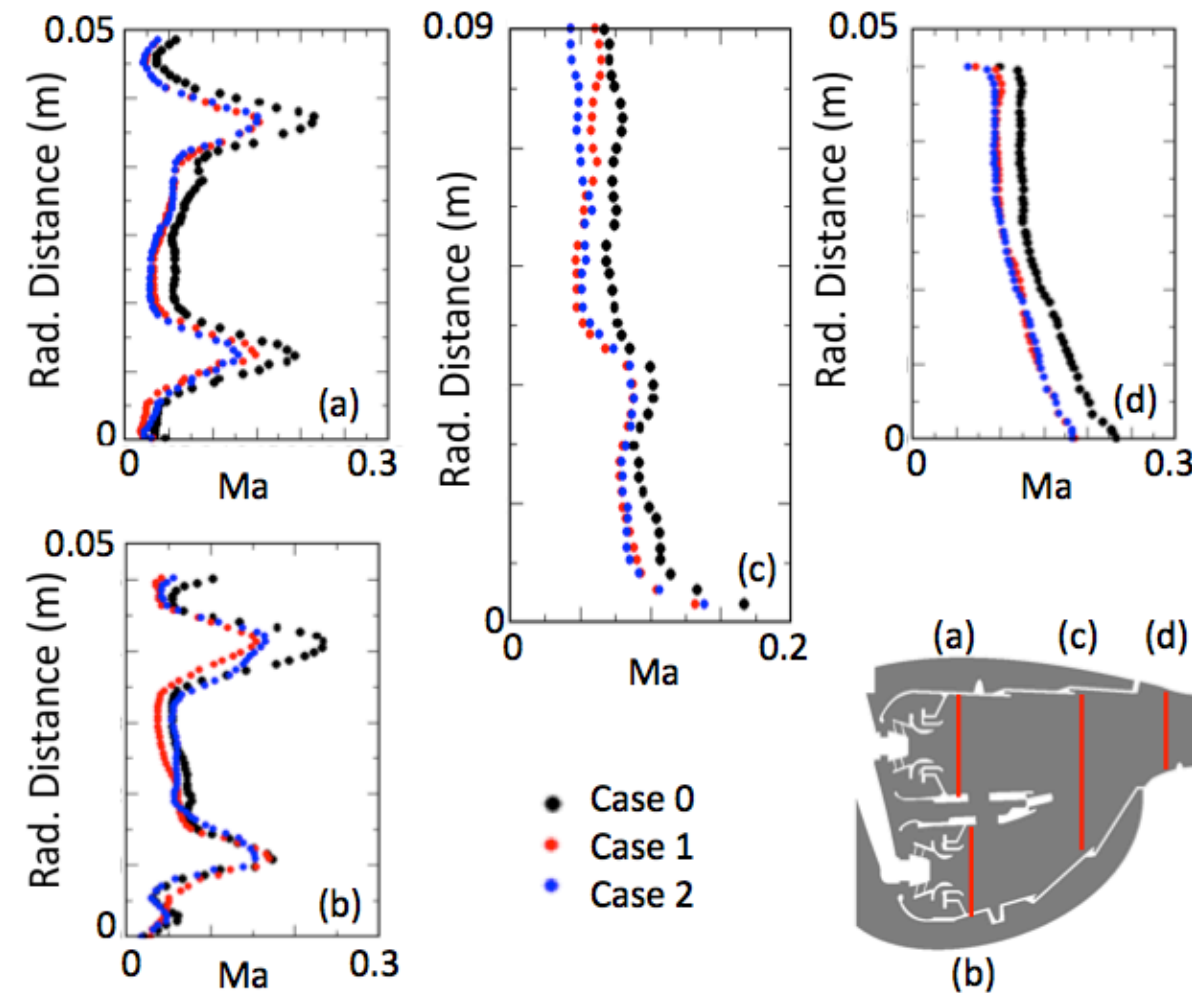 0.05
Rad. Distance (m)
(a)
0
0
0.3
Ma
0.09
Rad. Distance (m)
(c)
0
0
0.2
Ma
0.05
Rad. Distance (m)
(d)
0
0
0.3
Ma
0.05
Rad. Distance (m)
(b)
0
0
0.3
Ma
Case 0
Case 1
Case 2
(a) (c) (d)
(b)